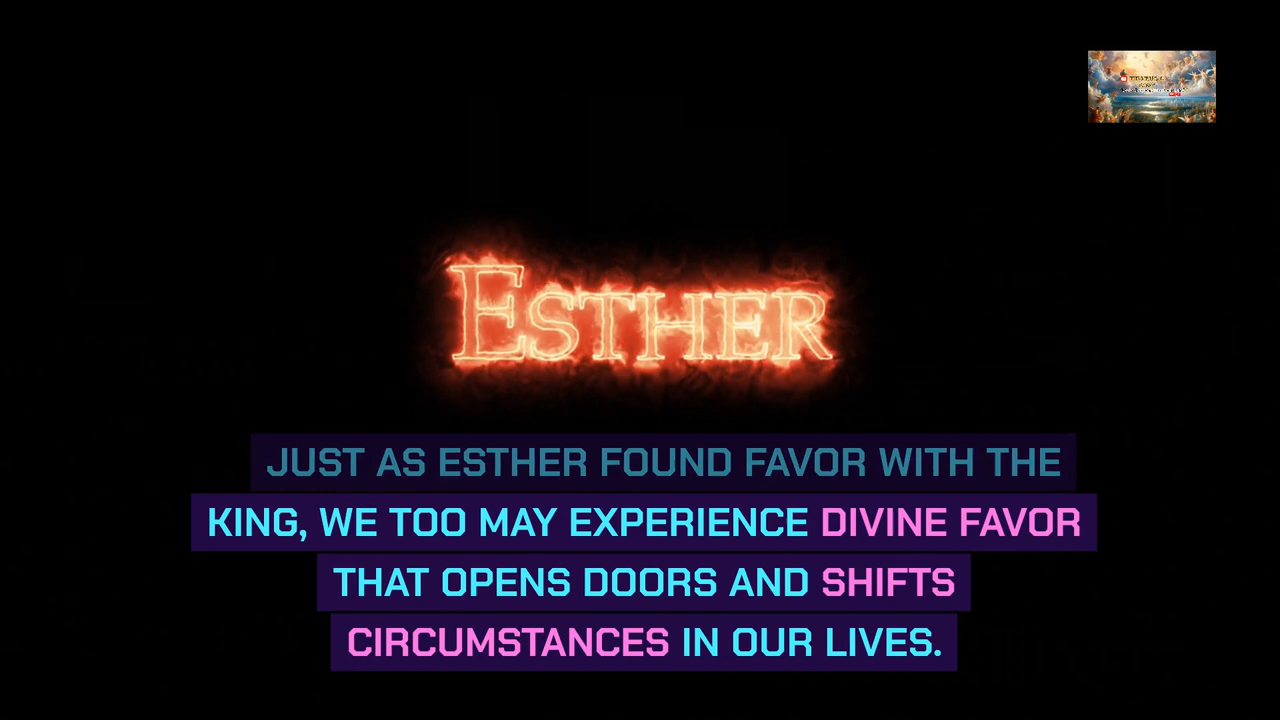 ESTHER
JUST AS ESTHER FOUND FAVOR WITH THE
KING, WE TOO MAY EXPERIENCE DIVINE FAVOR
THAT OPENS DOORS AND SHIFTS
CIRCUMSTANCES IN OUR LIVES.